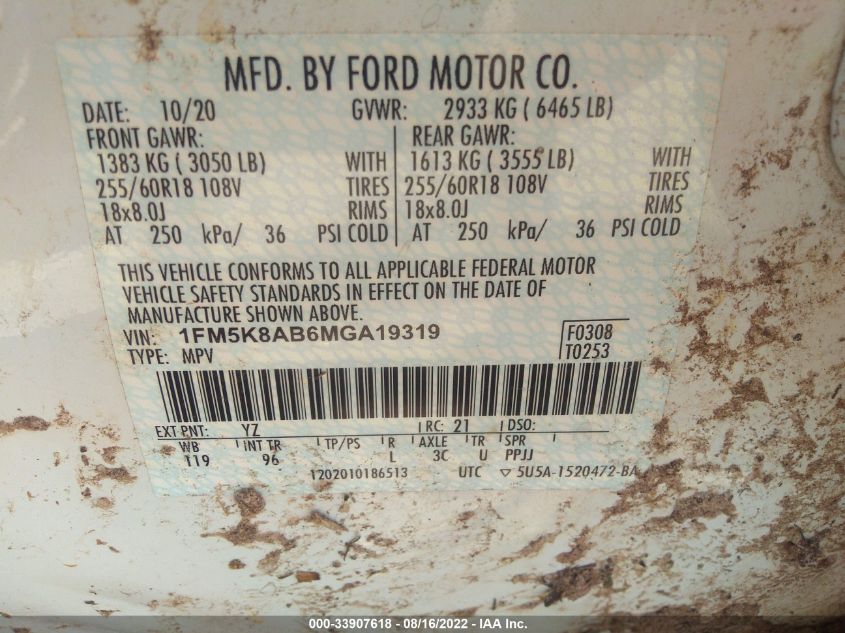 MFD. BY FORD MOTOR CO.
DATE: 10/20 GVWR: 2933 KG ( 6465 LB)
FRONT GAWR: REAR GAWR:
1383 KG ( 3050 LB) WITH 1613 KG ( 3555 LB) WITH
255/60R18 108V TIRES 255/60R18 108V TIRES
18x8.0J RIMS 18x8.0J RIMS
AT 250 kPa/ 36 PSI COLD AT 250 kPa/ 36 PSI COLD
THIS VEHICLE CONFORMS TO ALL APPLICABLE FEDERAL MOTOR
VEHICLE SAFETY STANDARDS IN EFFECT ON THE DATE OF
MANUFACTURE SHOWN ABOVE.
VIN: 1FM5K8AB6MGA19319 F0308
TYPE: MPV T0253
EXT PNT: YZ RC: 21 DSO:
WB INT TR TP/PS R AXLE TR SPR
119 96 L 3C U PPJJ
1202010186513 UTC ▽ 5U5A-1520472-BA
000-33907618 - 08/16/2022 - IAA Inc.